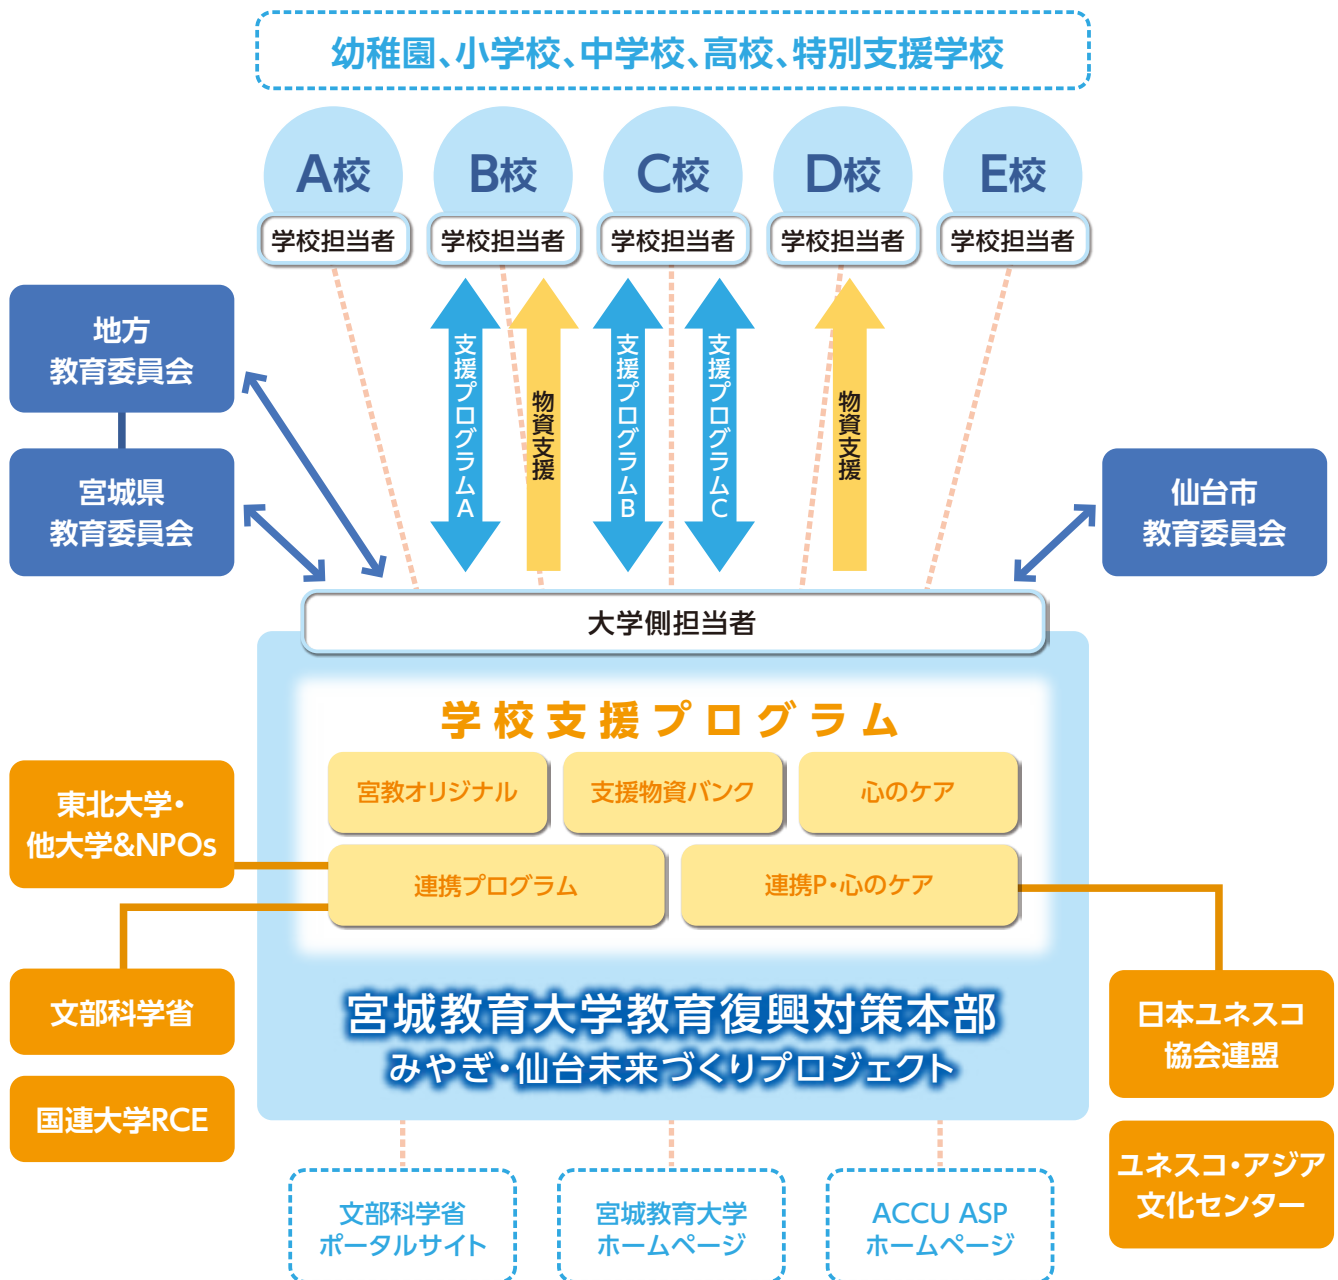 幼稚園、小学校、中学校、高校、特別支援学校
A校
B校
C校
D校
E校
学校担当者
学校担当者
学校担当者
学校担当者
学校担当者
地方
教育委員会
宮城県
教育委員会
支援プログラムA
物資支援
支援プログラムB
支援プログラムC
物資支援
仙台市
教育委員会
大学側担当者
学校支援プログラム
宮教オリジナル
支援物資バンク
心のケア
連携プログラム
連携P・心のケア
東北大学・
他大学&NPOs
文部科学省
国連大学RCE
宮城教育大学教育復興対策本部
みやぎ・仙台未来づくりプロジェクト
日本ユネスコ
協会連盟
ユネスコ・アジア
文化センター
文部科学省
ポータルサイト
宮城教育大学
ホームページ
ACCU ASP
ホームページ